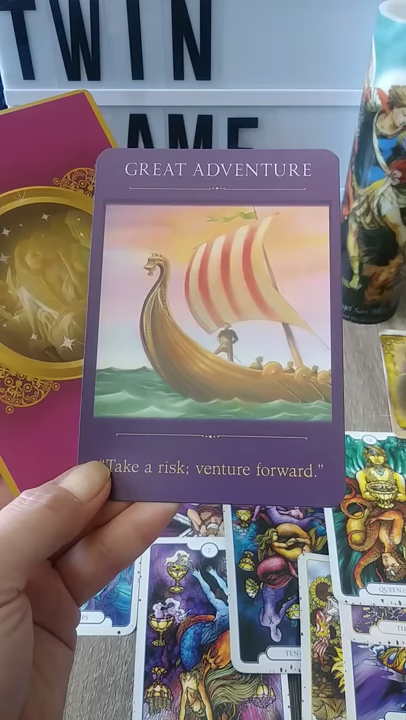 TWIN
AME
GREAT ADVENTURE
"Take a risk; venture forward."
TEN
QUEEN